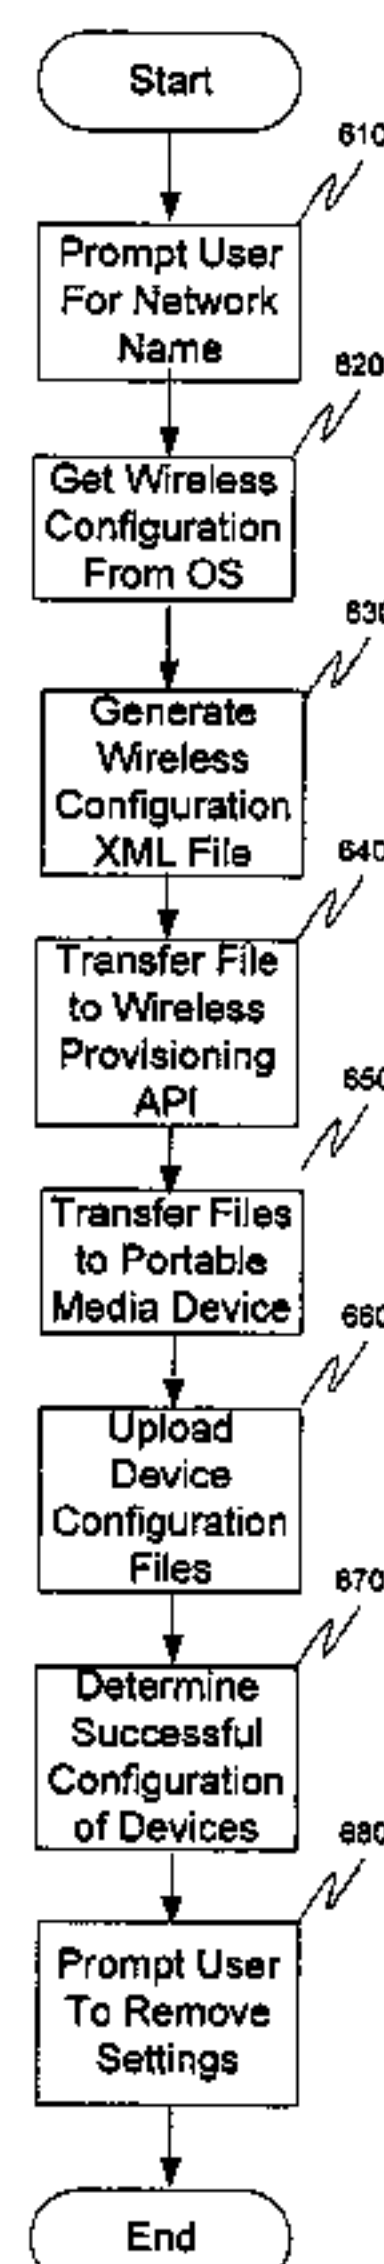 Start
610
Prompt User
For Network
Name
620
Get Wireless
Configuration
From OS
630
Generate
Wireless
Configuration
XML File
640
Transfer File
to Wireless
Provisioning
API
650
Transfer Files
to Portable
Media Device
660
Upload
Device
Configuration
Files
670
Determine
Successful
Configuration
of Devices
680
Prompt User
To Remove
Settings
End